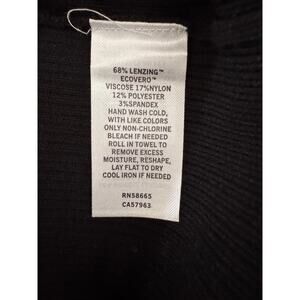 68% LENZING™
ECOVERO™
VISCOSE 17%NYLON
12% POLYESTER
3%SPANDEX
HAND WASH COLD,
WITH LIKE COLORS
ONLY NON-CHLORINE
BLEACH IF NEEDED
ROLL IN TOWEL TO
REMOVE EXCESS
MOISTURE, RESHAPE,
LAY FLAT TO DRY
COOL IRON IF NEEDED
RN58665
CA57963